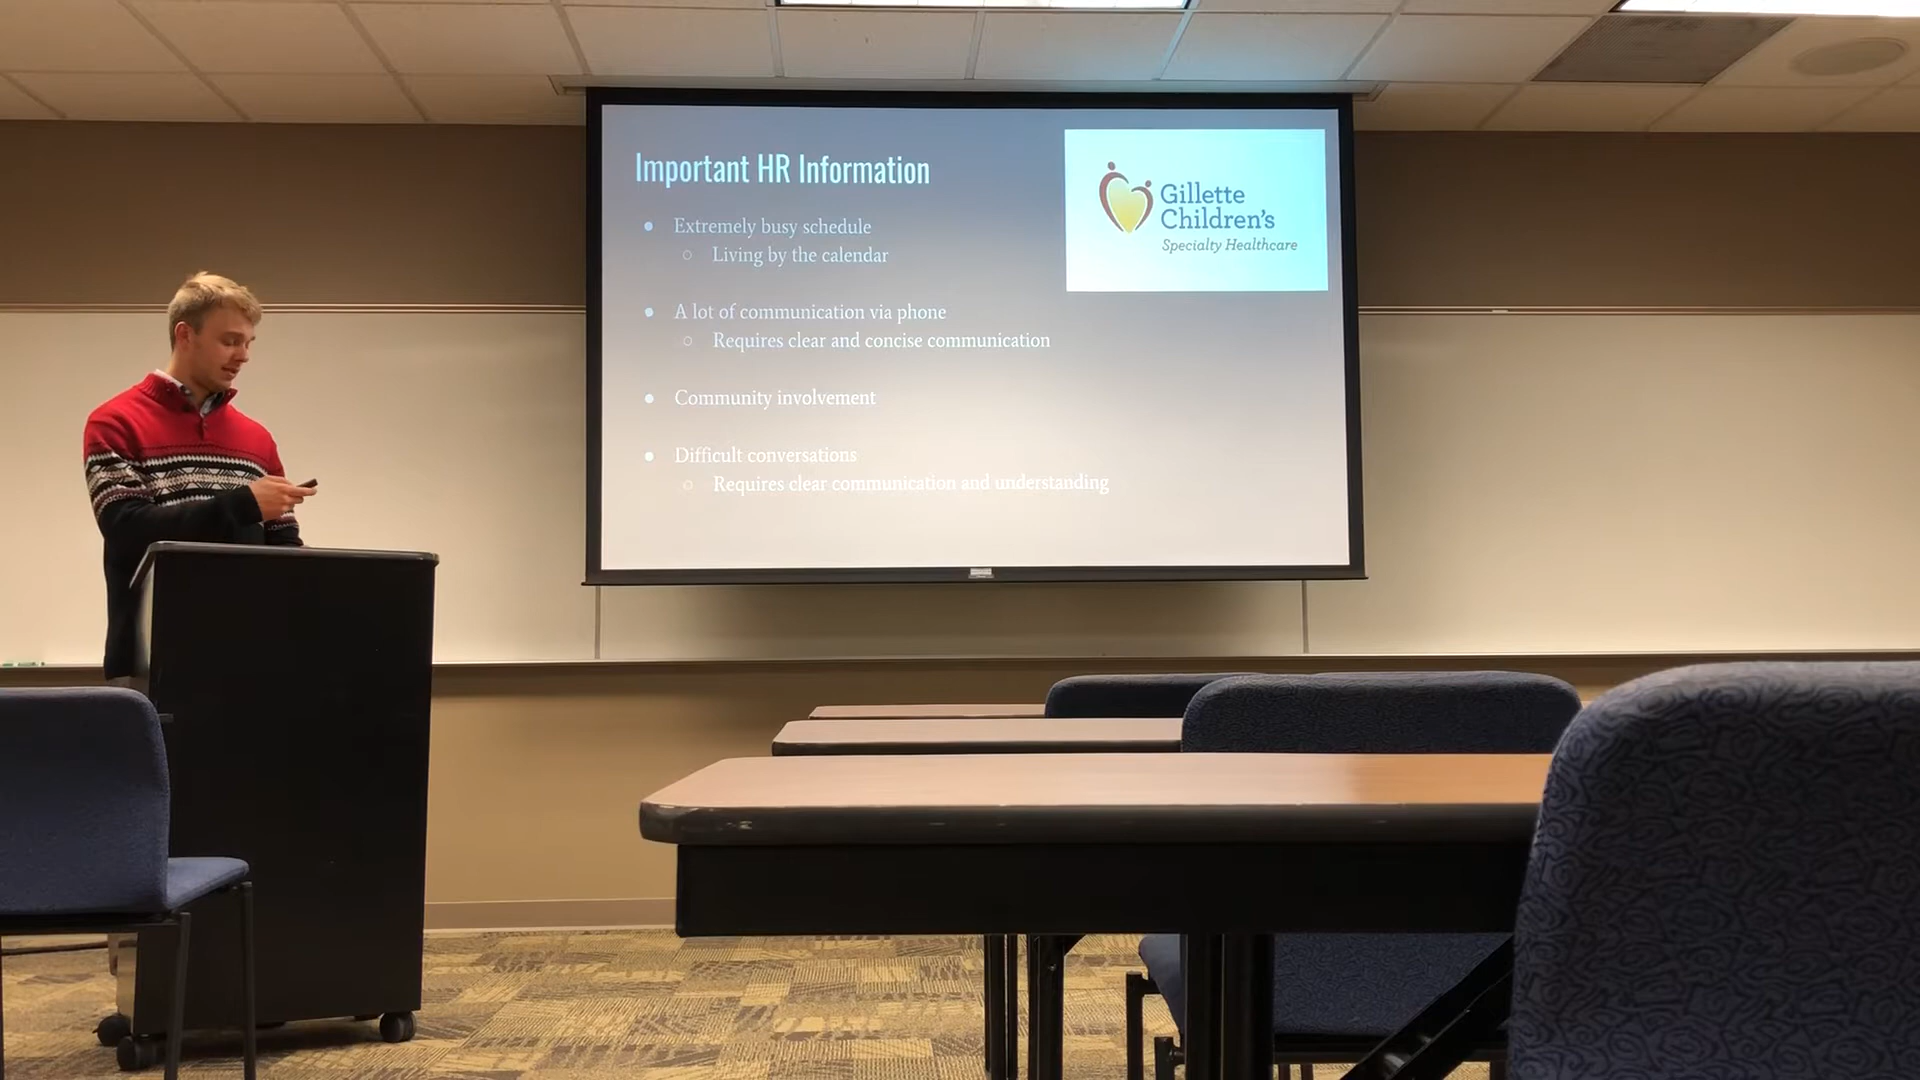 Important HR Information
Extremely busy schedule
Living by the calendar
A lot of communication via phone
Requires clear and concise communication
Community involvement
Difficult conversations
Requires clear communication and understanding
Gillette
Children's
Specialty Healthcare